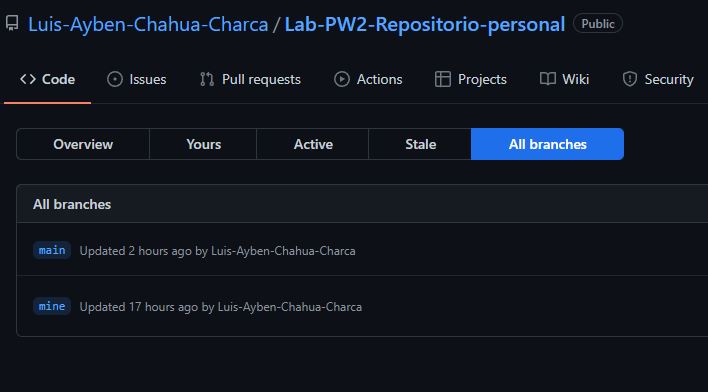 Luis-Ayben-Chahua-Charca / Lab-PW2-Repositorio-personal Public
Code Issues Pull requests Actions Projects Wiki Security
Overview Yours Active Stale All branches
All branches
main Updated 2 hours ago by Luis-Ayben-Chahua-Charca
mine Updated 17 hours ago by Luis-Ayben-Chahua-Charca